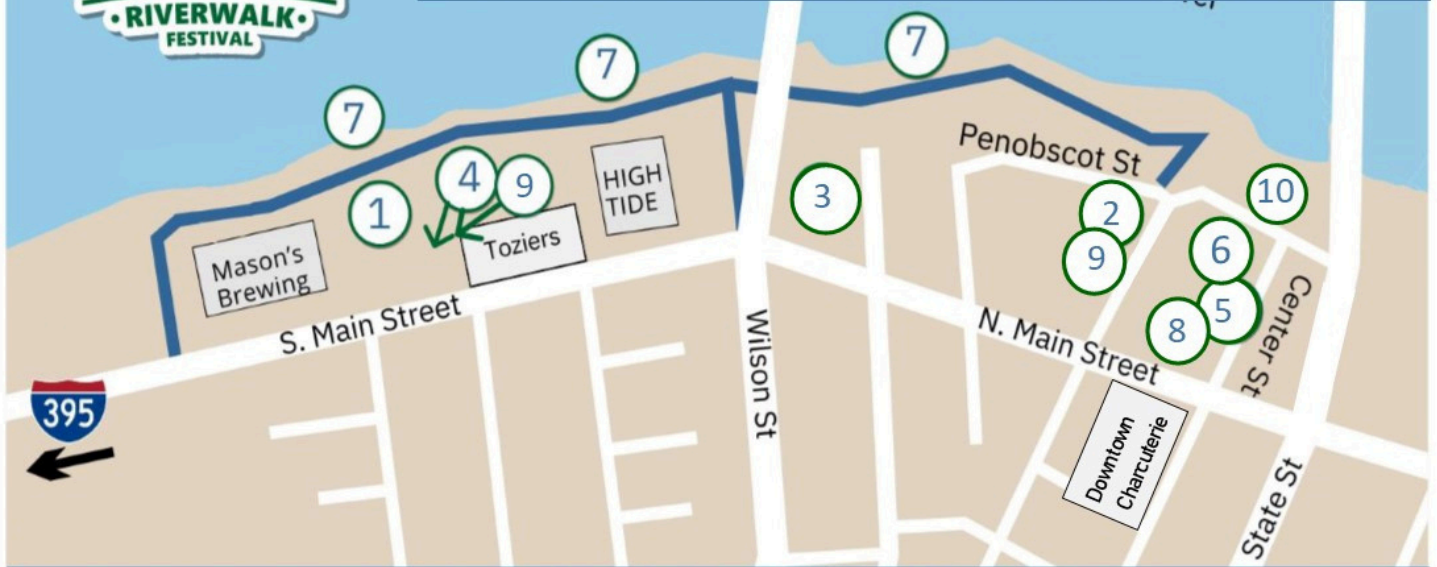 •RIVERWALK•
FESTIVAL
7
7
7
Penobscot St
4
9
HIGH
TIDE
1
3
2
10
9
6
Toziers
Mason's
Brewing
5
8
Center St
S. Main Street
N. Main Street
Wilson St
395
Downtown
Charcuterie
State St